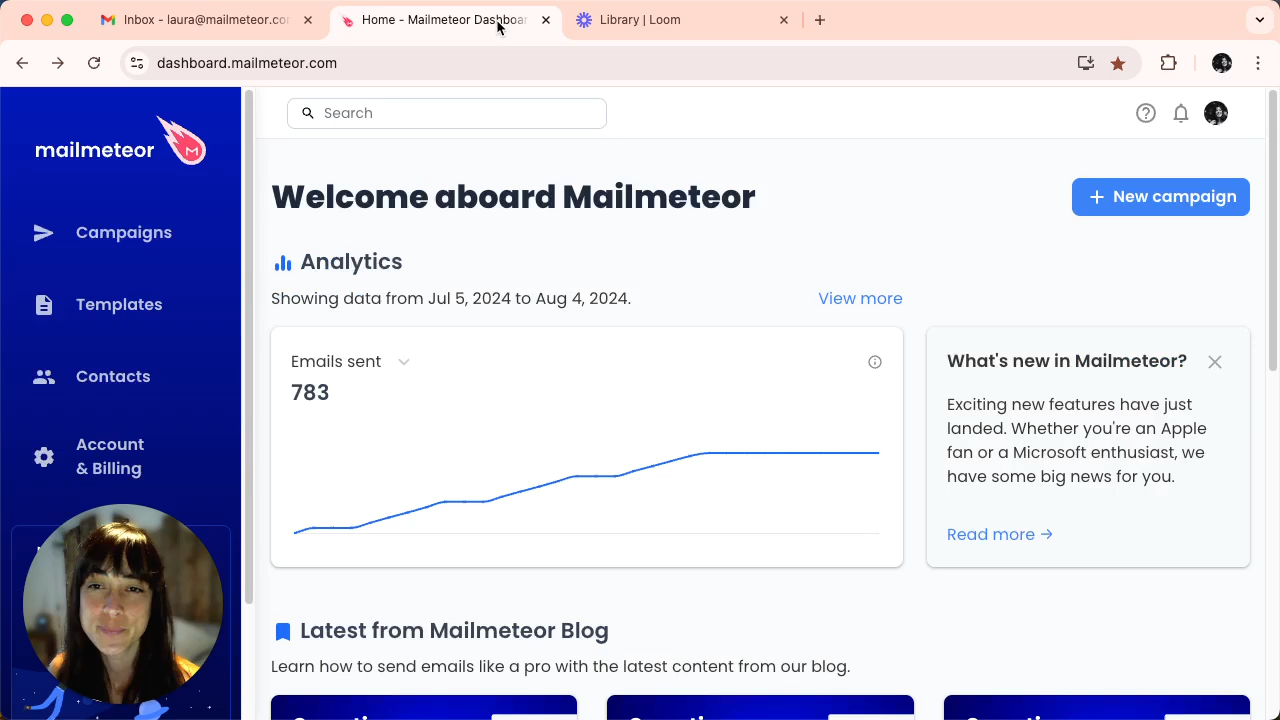 Inbox - laura@mailmeteor.co
Home - Mailmeteor Dashboar
Library | Loom
dashboard.mailmeteor.com
mailmeteor
Search
Campaigns
Templates
Contacts
Account
& Billing
Welcome aboard Mailmeteor
New campaign
Analytics
Showing data from Jul 5, 2024 to Aug 4, 2024.
View more
Emails sent
783
What's new in Mailmeteor?
Exciting new features have just
landed. Whether you're an Apple
fan or a Microsoft enthusiast, we
have some big news for you.
Read more →
Latest from Mailmeteor Blog
Learn how to send emails like a pro with the latest content from our blog.